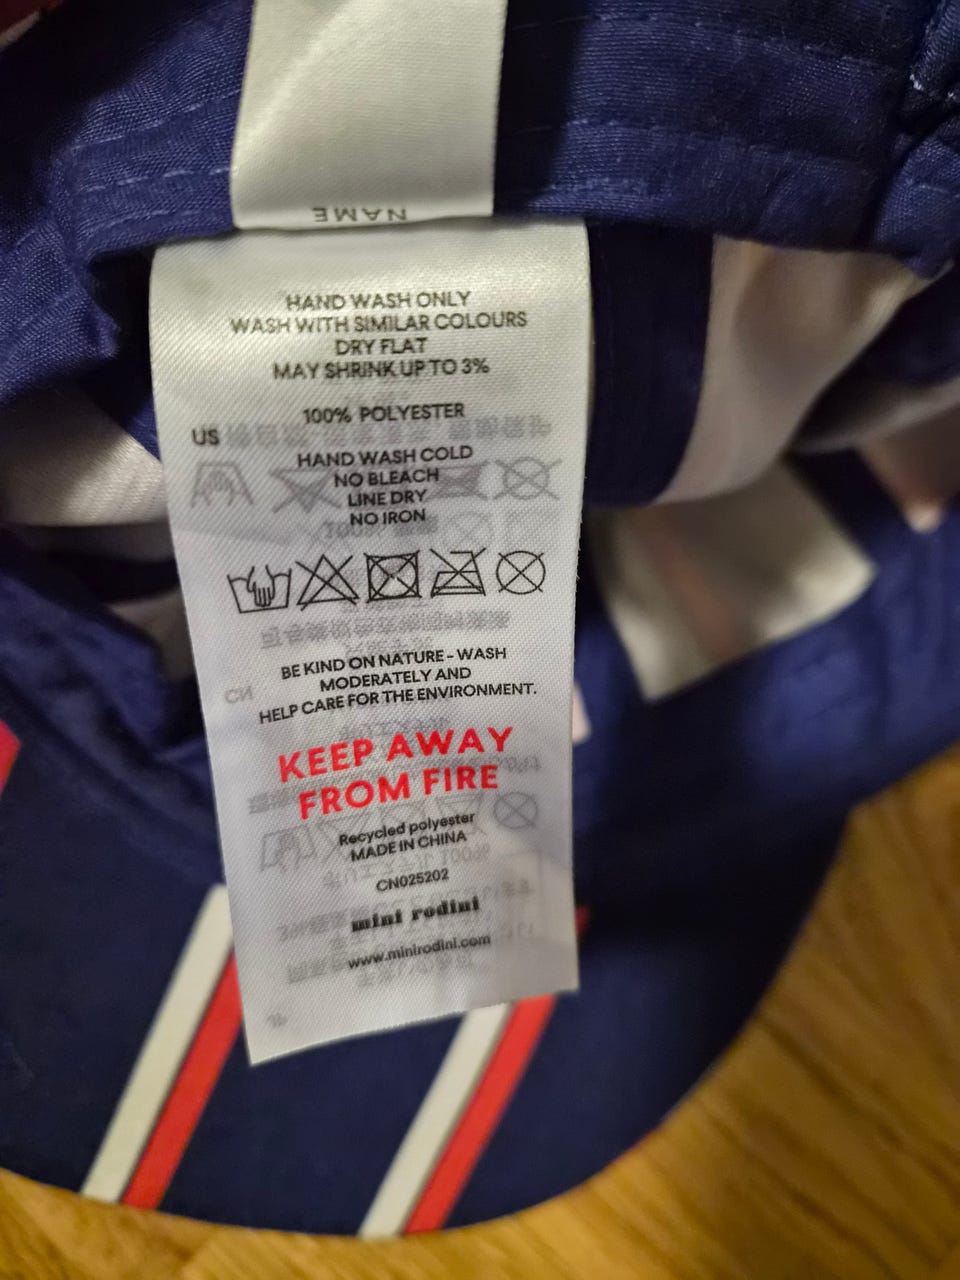 NAME
HAND WASH ONLY
WASH WITH SIMILAR COLOURS
DRY FLAT
MAY SHRINK UP TO 3%
100% POLYESTER
US
HAND WASH COLD
NO BLEACH
LINE DRY
NO IRON
BE KIND ON NATURE - WASH
MODERATELY AND
HELP CARE FOR THE ENVIRONMENT.
CN
KEEP AWAY
FROM FIRE
Recycled polyester
MADE IN CHINA
CN025202
mini rodini
www.minirodini.com